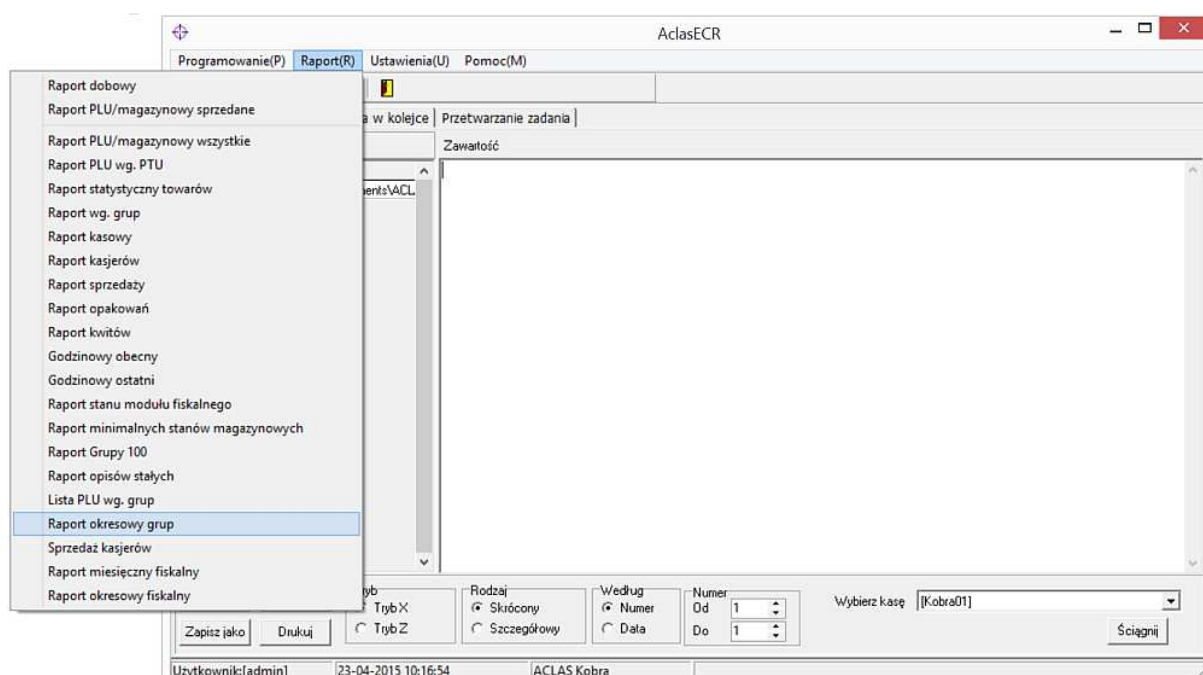 AclasECR
Programowanie(P) Raport(R) Ustawienia(U) Pomoc(M)
Raport dobowy
Raport PLU/magazynowy sprzedane
Raport PLU/magazynowy wszystkie
Raport PLU wg. PTU
Raport statystyczny towarów
Raport wg. grup
Raport kasowy
Raport kasjerów
Raport sprzedaży
Raport opakowań
Raport kwitów
Godzinowy obecny
Godzinowy ostatni
Raport stanu modułu fiskalnego
Raport minimalnych stanów magazynowych
Raport Grupy 100
Raport opisów stałych
Lista PLU wg. grup
Raport okresowy grup
Sprzedaż kasjerów
Raport miesięczny fiskalny
Raport okresowy fiskalny
w kolejce Przetwarzanie zadania
Zawartość
ents\ACL
Rodzaj Według Numer
Tryb X Skrócony Numer Od 1 Wybierz kasę [Kobra01]
Zapisz jako Drukuj Tryb Z Szczegółowy Data Do 1 Ściągnij
Użytkownik:[admin] 23-04-2015 10:16:54 ACLAS Kobra